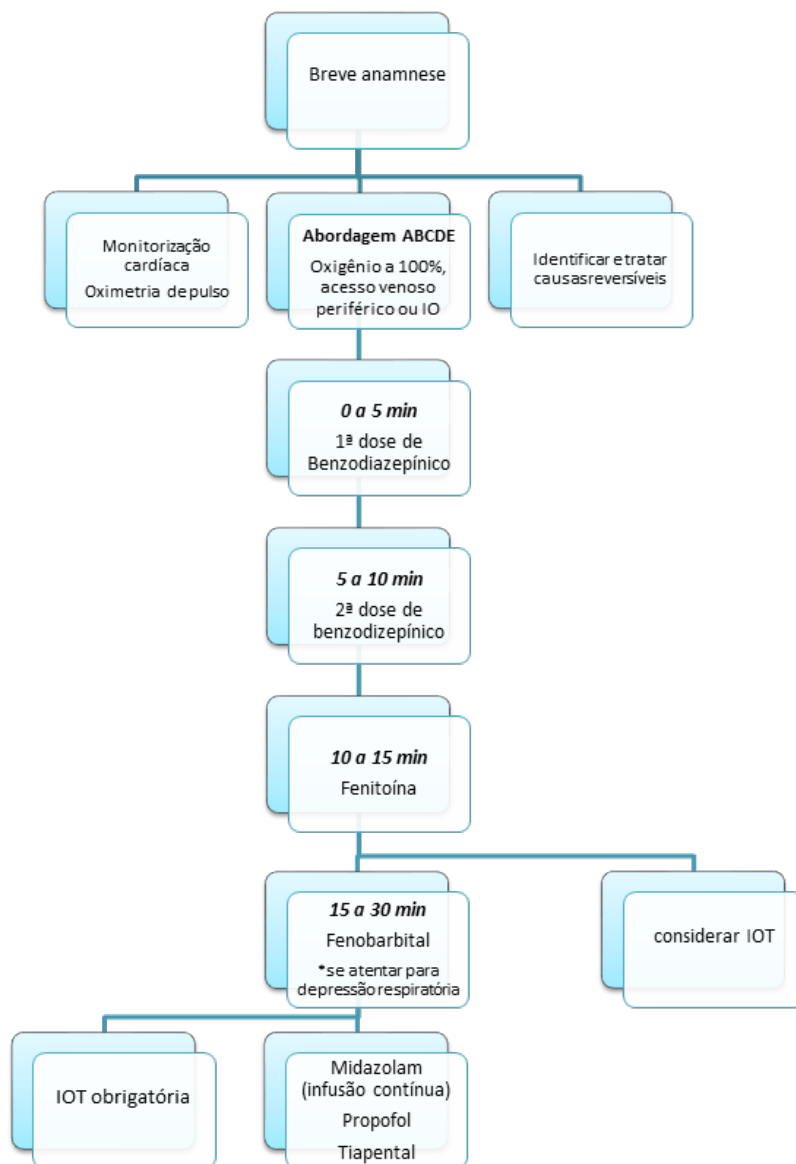 Breve anamnese
Monitorização
cardíaca
Oximetria de pulso
Abordagem ABCDE
Oxigênio a 100%,
acesso venoso
periférico ou IO
Identificar e tratar
causas reversíveis
0 a 5 min
1ª dose de
Benzodiazepínico
5 a 10 min
2ª dose de
benzodizepínico
10 a 15 min
Fenitoína
15 a 30 min
Fenobarbital
*se atentar para
depressão respiratória
considerar IOT
IOT obrigatória
Midazolam
(infusão contínua)
Propofol
Tiapental